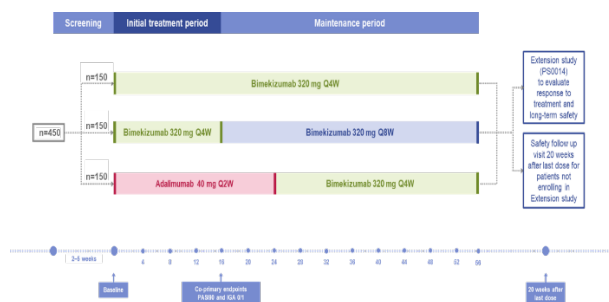 Screening
Initial treatment period
Maintenance period
n=150
Bimekizumab 320 mg Q4W
n=450
n=150
Bimekizumab 320 mg Q4W
Bimekizumab 320 mg Q8W
n=150
Adalimumab 40 mg Q2W
Bimekizumab 320 mg Q4W
Extension study
(PS0014)
to evaluate
response to
treatment and
long-term safety
Safety follow up
visit 20 weeks
after last dose for
patients not
enrolling in
Extension study
weeks
4
8
12
16
20
24
28
32
36
40
44
48
52
56
Baseline
Co-primary endpoints
PASI90 and IGA 0/1
20 weeks after
last dose